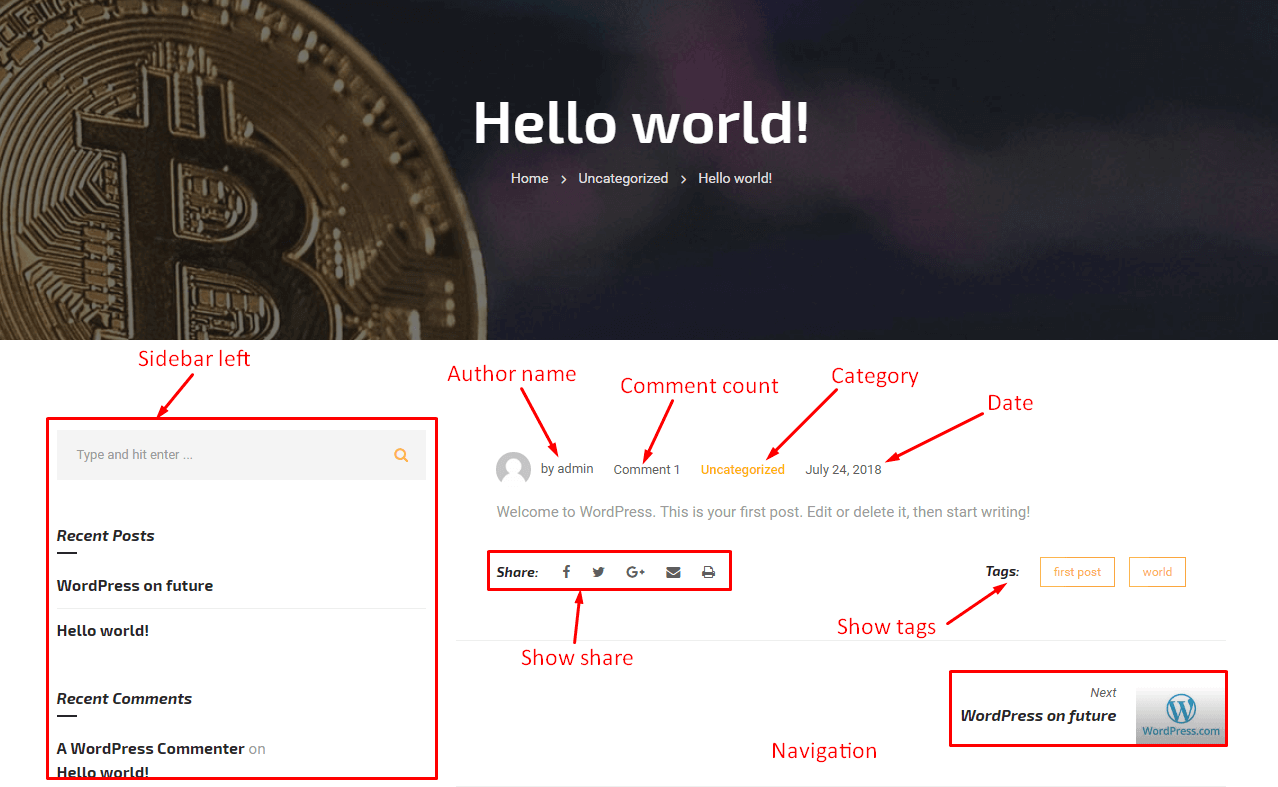 Hello world!
Home > Uncategorized > Hello world!
Sidebar left
Author name
Comment count
Category
Date
Type and hit enter ...
by admin Comment 1 Uncategorized July 24, 2018
Welcome to WordPress. This is your first post. Edit or delete it, then start writing!
Recent Posts
WordPress on future
Hello world!
Share:
Tags: first post world
Show tags
Show share
Recent Comments
A WordPress Commenter on
Hello world!
Next
WordPress on future
WordPress.com
Navigation